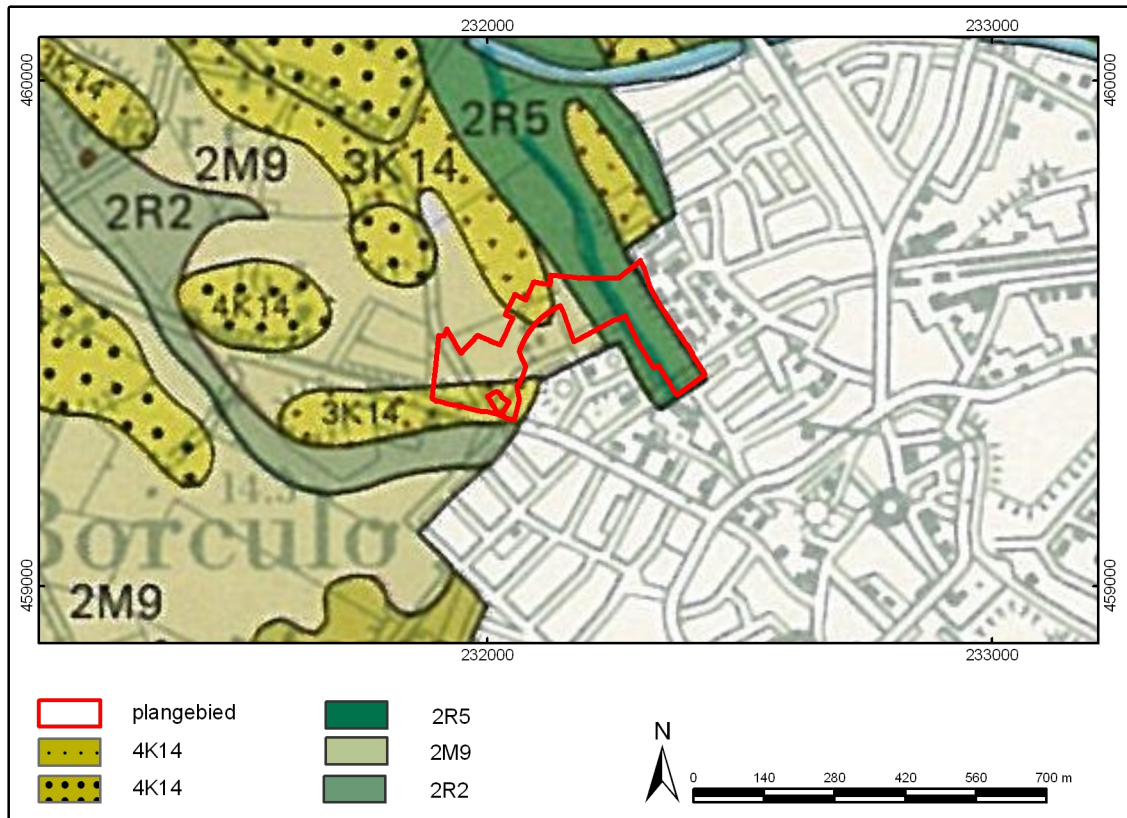 232000 233000
460000 460000
3K14
2R5
2M9 3K14
2R2
4K14
3K14
14.5
Borculo
459000 459000
2M9
232000 233000
plangebied 2R5
4K14 2M9
4K14 2R2
N
0 140 280 420 560 700 m